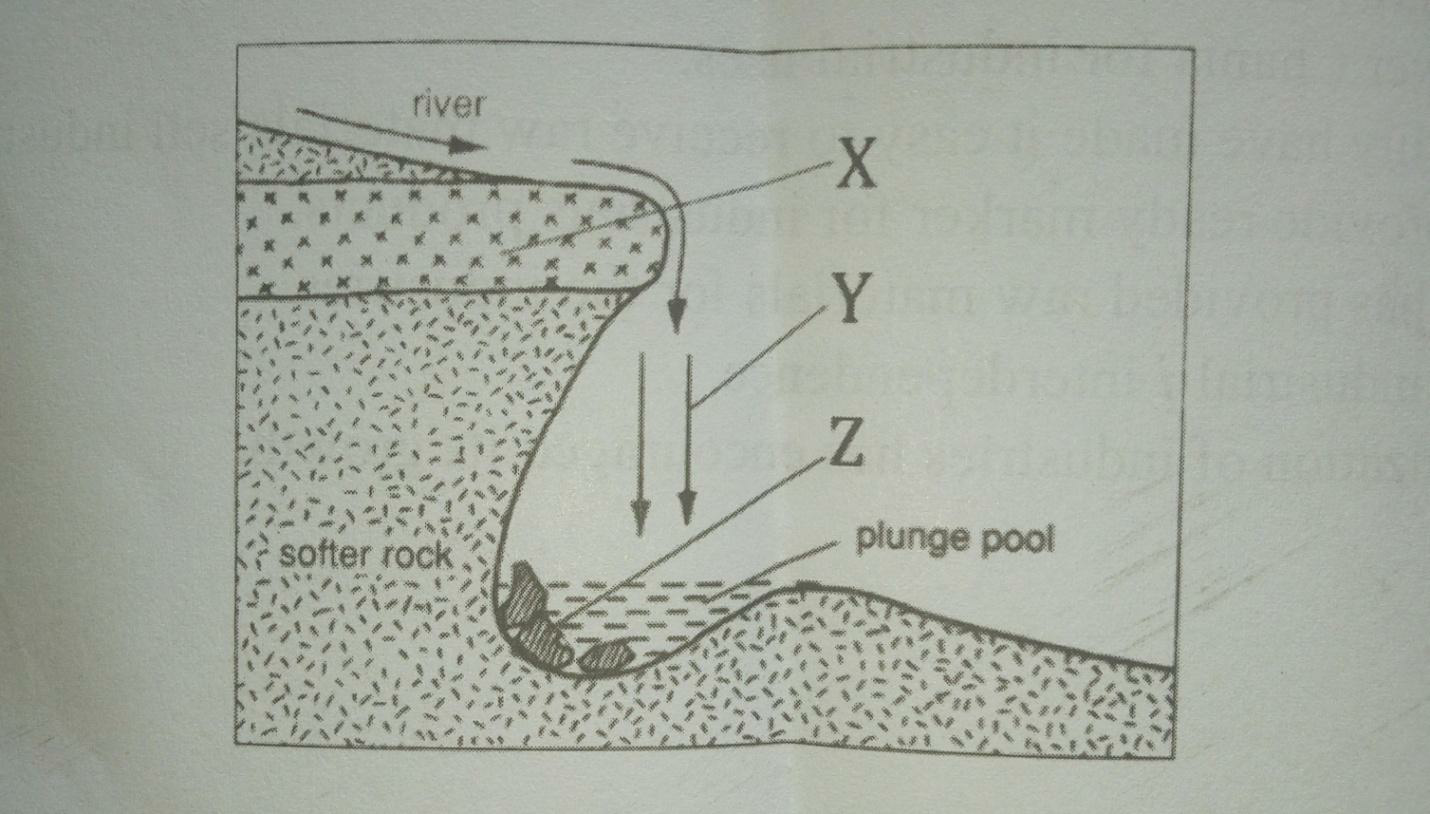 river
X
Y
Z
softer rock
plunge pool